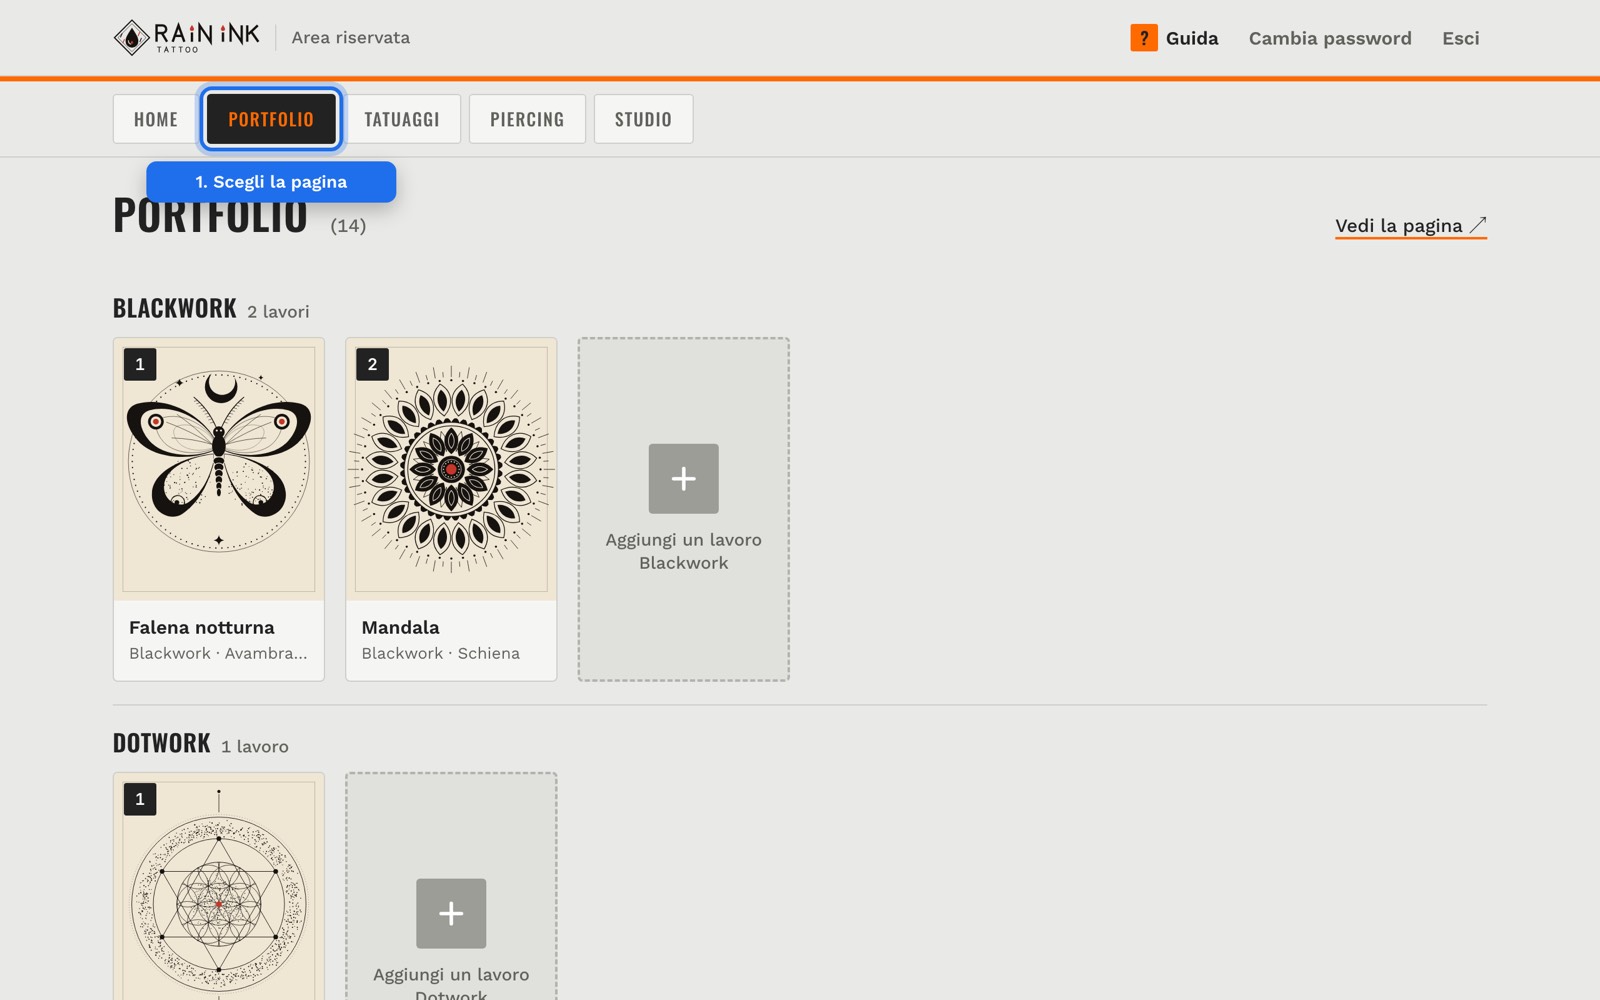 RAIN INK
TATTOO
Area riservata
? Guida
Cambia password
Esci
HOME
PORTFOLIO
TATUAGGI
PIERCING
STUDIO
1. Scegli la pagina
PORTFOLIO (14)
Vedi la pagina
BLACKWORK 2 lavori
1
2
Aggiungi un lavoro
Blackwork
Falena notturna
Blackwork · Avambra...
Mandala
Blackwork · Schiena
DOTWORK 1 lavoro
1
Aggiungi un lavoro
Dotwork